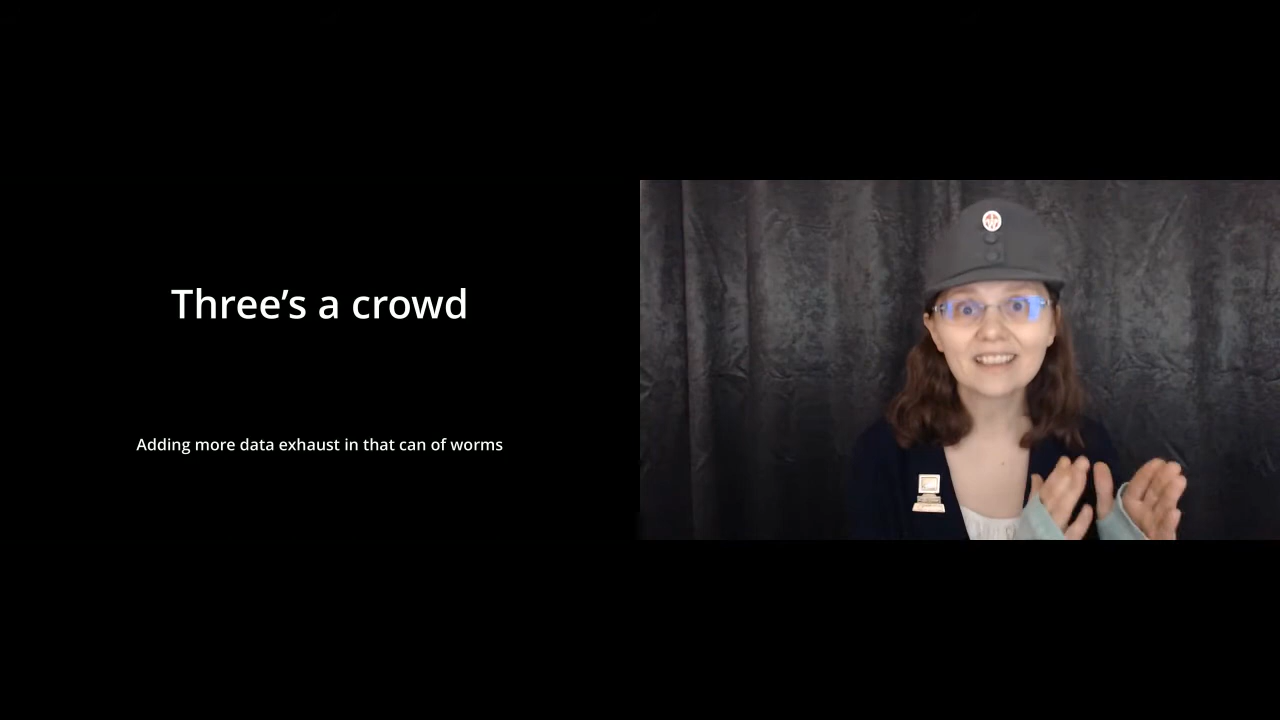 Three’s a crowd
Adding more data exhaust in that can of worms